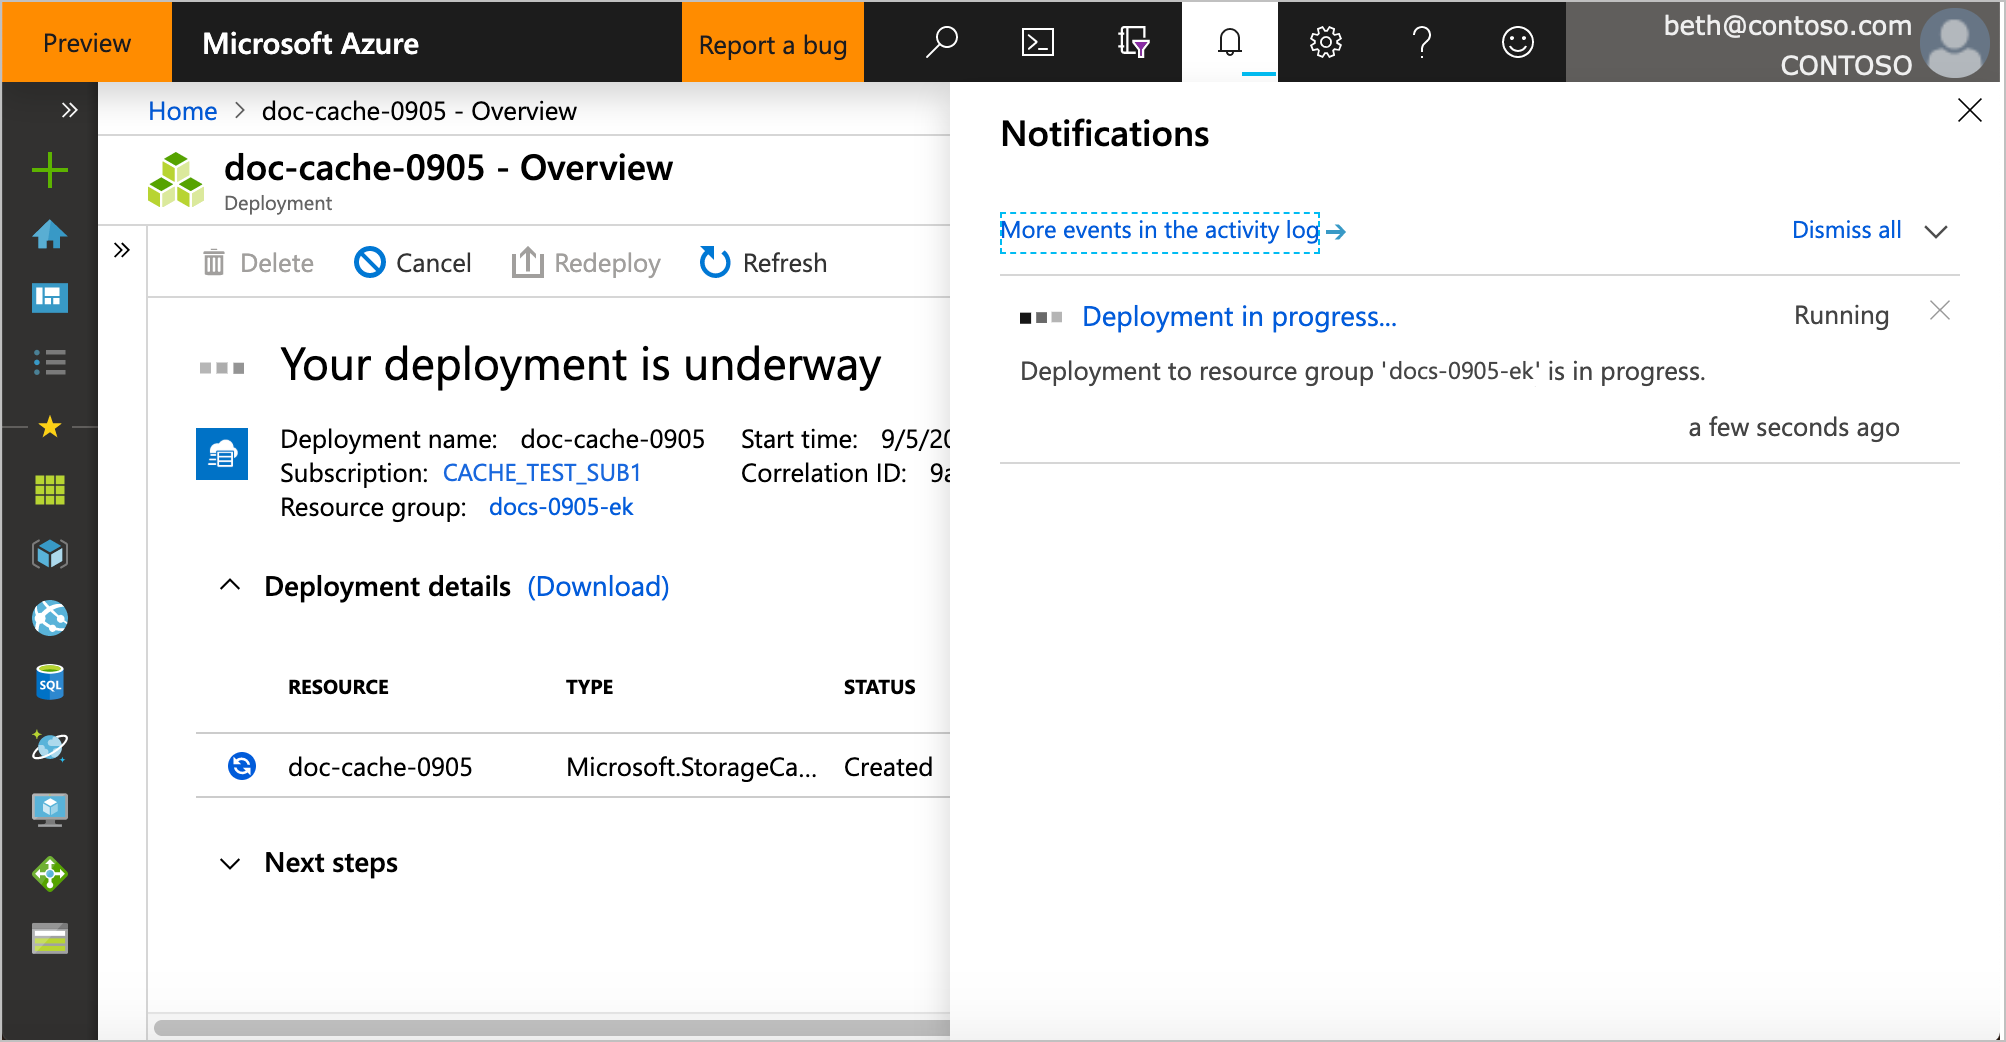 Preview
Microsoft Azure
Report a bug
beth@contoso.com
CONTOSO
Home > doc-cache-0905 - Overview
doc-cache-0905 - Overview
Deployment
Delete Cancel Redeploy Refresh
Your deployment is underway
Deployment name: doc-cache-0905 Start time: 9/5/20
Subscription: CACHE_TEST_SUB1 Correlation ID: 9a
Resource group: docs-0905-ek
Deployment details (Download)
RESOURCE TYPE STATUS
doc-cache-0905 Microsoft.StorageCa... Created
Next steps
SQL
Notifications
More events in the activity log Dismiss all
Deployment in progress... Running
Deployment to resource group 'docs-0905-ek' is in progress.
a few seconds ago